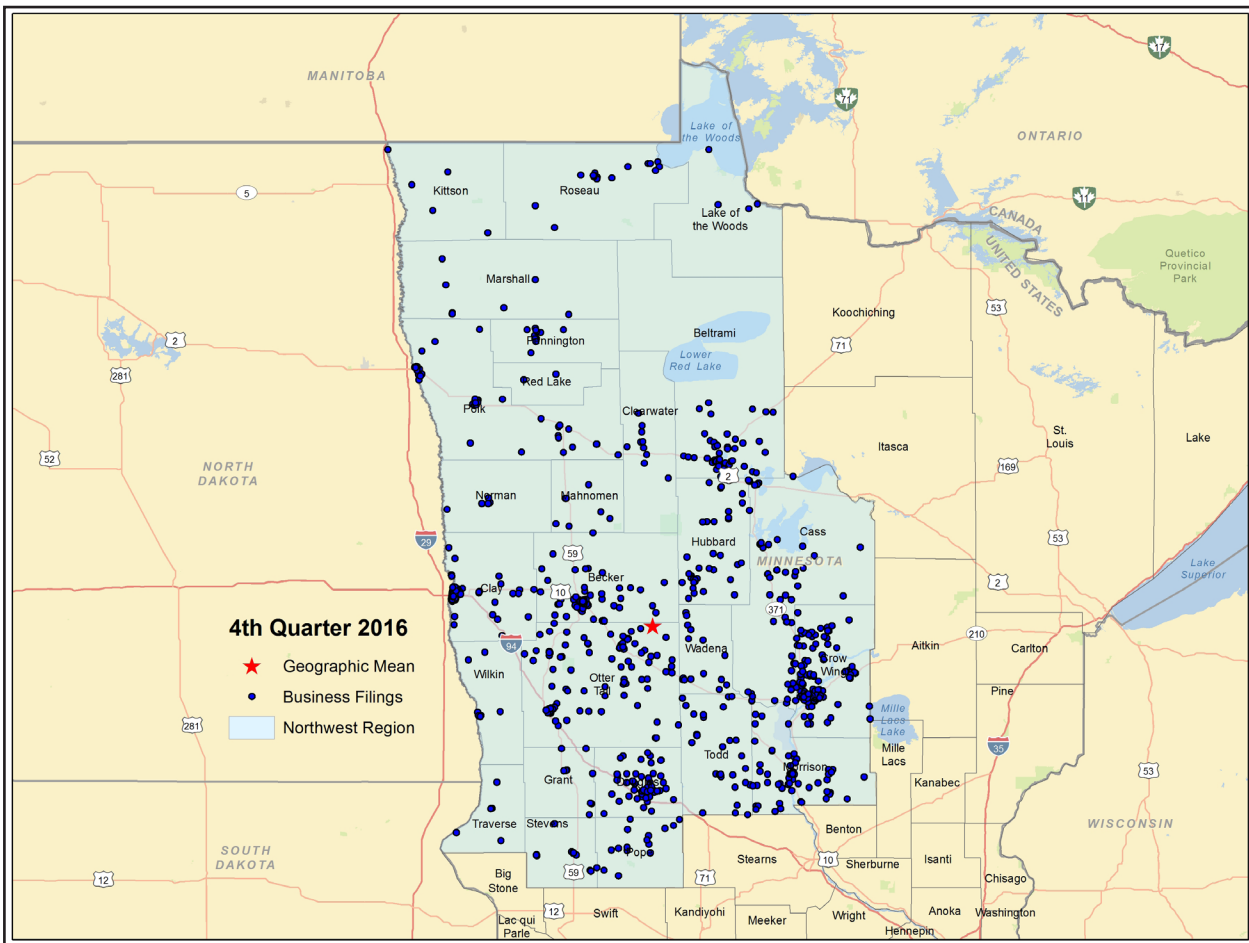 MANITOBA
17
71
Lake of
the Woods
ONTARIO
5
Kittson
Roseau
11
Lake of
the Woods
CANADA
UNITED STATES
Quetico
Provincial
Park
Marshall
Koochiching
53
2
Pennington
Beltrami
71
281
Lower
Red Lake
Red Lake
Polk
Clearwater
St.
Louis
Lake
Itasca
52
NORTH
DAKOTA
169
2
Norman
Mahnomen
Cass
29
Hubbard
53
59
MINNESOTA
Lake
Superior
Becker
2
Clay
10
371
4th Quarter 2016
210
94
Wadena
Aitkin
Carlton
Geographic Mean
Crow
Wing
Wilkin
Otter
Tail
Business Filings
Pine
Mille
Lacs
Lake
281
Northwest Region
35
Todd
Mille
Lacs
Morrison
53
Grant
Douglas
Kanabec
Traverse
Stevens
WISCONSIN
Benton
SOUTH
DAKOTA
Pope
Stearns
10
Sherburne
Isanti
12
Big
Stone
59
71
Chisago
12
Swift
Kandiyohi
Meeker
Wright
Anoka
Washington
Lac qui
Parle
Hennepin